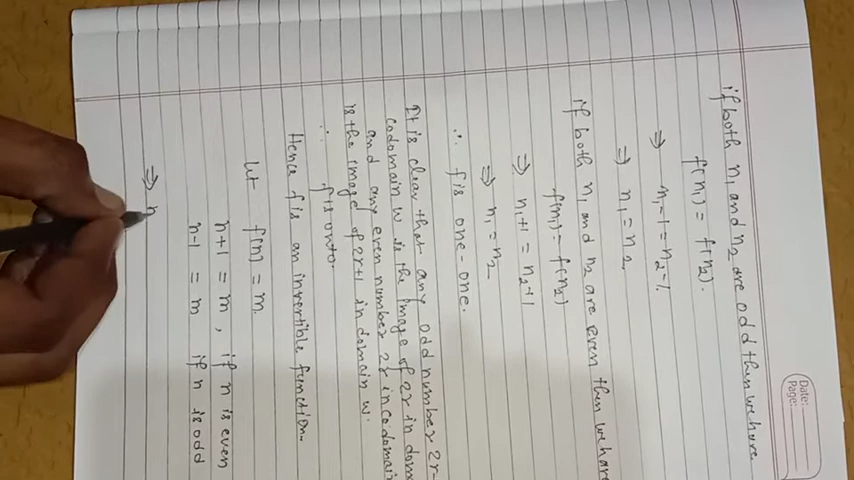 Date:
Page:
if both n₁ and n₂ are odd then we have
f(n₁) = f(n₂).
⇒ n₁-1 = n₂-1.
⇒ n₁ = n₂
if both n₁ and n₂ are even then we have
f(n₁) = f(n₂)
⇒ n₁+1 = n₂+1
⇒ n₁ = n₂
∴ f is one-one.
It is clear that any odd number 2r
codomain W is the image of 2r in dom
and any even number 2r in codomain
is the image of 2r+1 in domain W.
∴ f is onto.
Hence f is an invertible function.
Let f(n) = m.
n+1 = m, if n is even
n-1 = m if n is odd
⇒ n